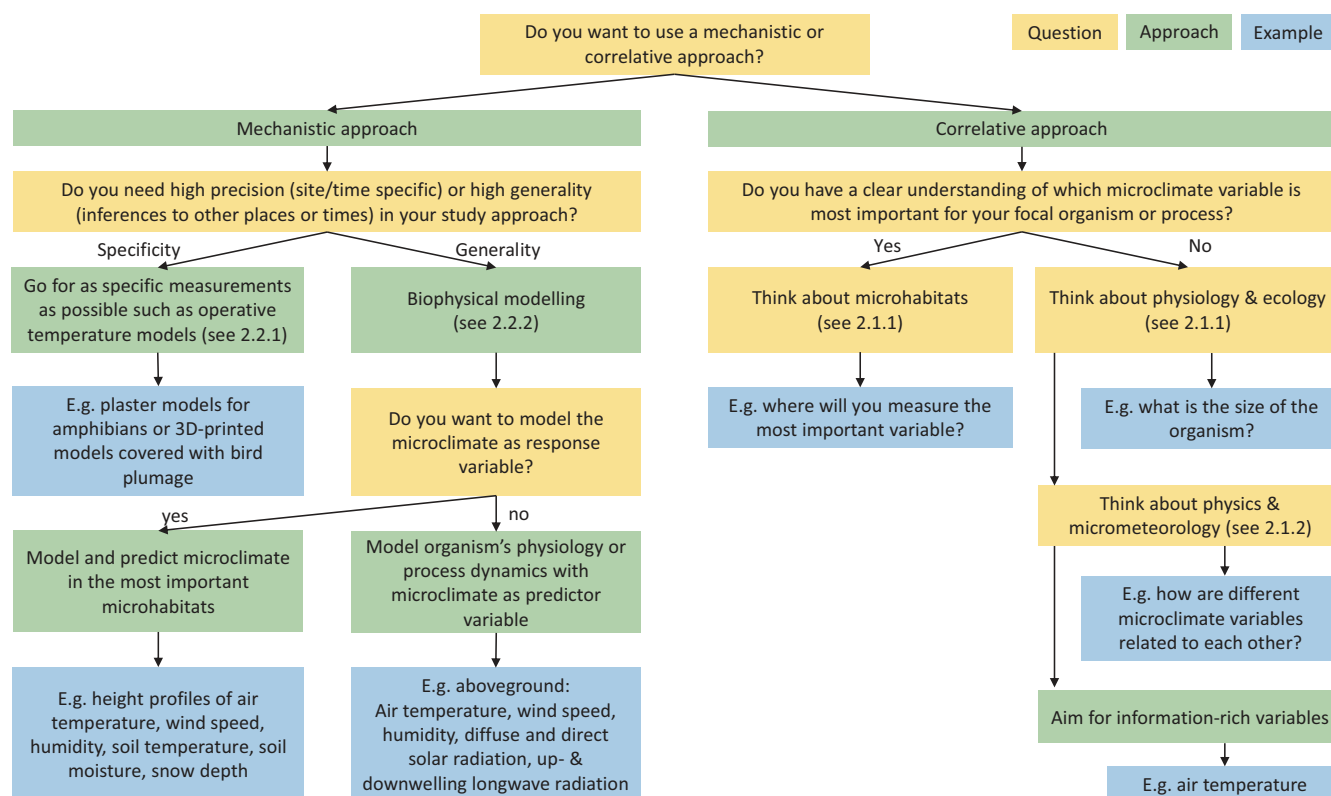 Do you want to use a mechanistic or
correlative approach?
Question
Approach
Example
Mechanistic approach
Correlative approach
Do you need high precision (site/time specific) or high generality
(inferences to other places or times) in your study approach?
Do you have a clear understanding of which microclimate variable is
most important for your focal organism or process?
Specificity
Generality
Yes
No
Go for as specific measurements
as possible such as operative
temperature models (see 2.2.1)
Biophysical modelling
(see 2.2.2)
Think about microhabitats
(see 2.1.1)
Think about physiology & ecology
(see 2.1.1)
E.g. plaster models for
amphibians or 3D-printed
models covered with bird
plumage
Do you want to model the
microclimate as response
variable?
E.g. where will you measure the
most important variable?
E.g. what is the size of the
organism?
yes
no
Think about physics &
micrometeorology (see 2.1.2)
Model and predict microclimate
in the most important
microhabitats
Model organism's physiology or
process dynamics with
microclimate as predictor
variable
E.g. how are different
microclimate variables
related to each other?
E.g. height profiles of air
temperature, wind speed,
humidity, soil temperature, soil
moisture, snow depth
E.g. aboveground:
Air temperature, wind speed,
humidity, diffuse and direct
solar radiation, up- &
downwelling longwave radiation
Aim for information-rich variables
E.g. air temperature